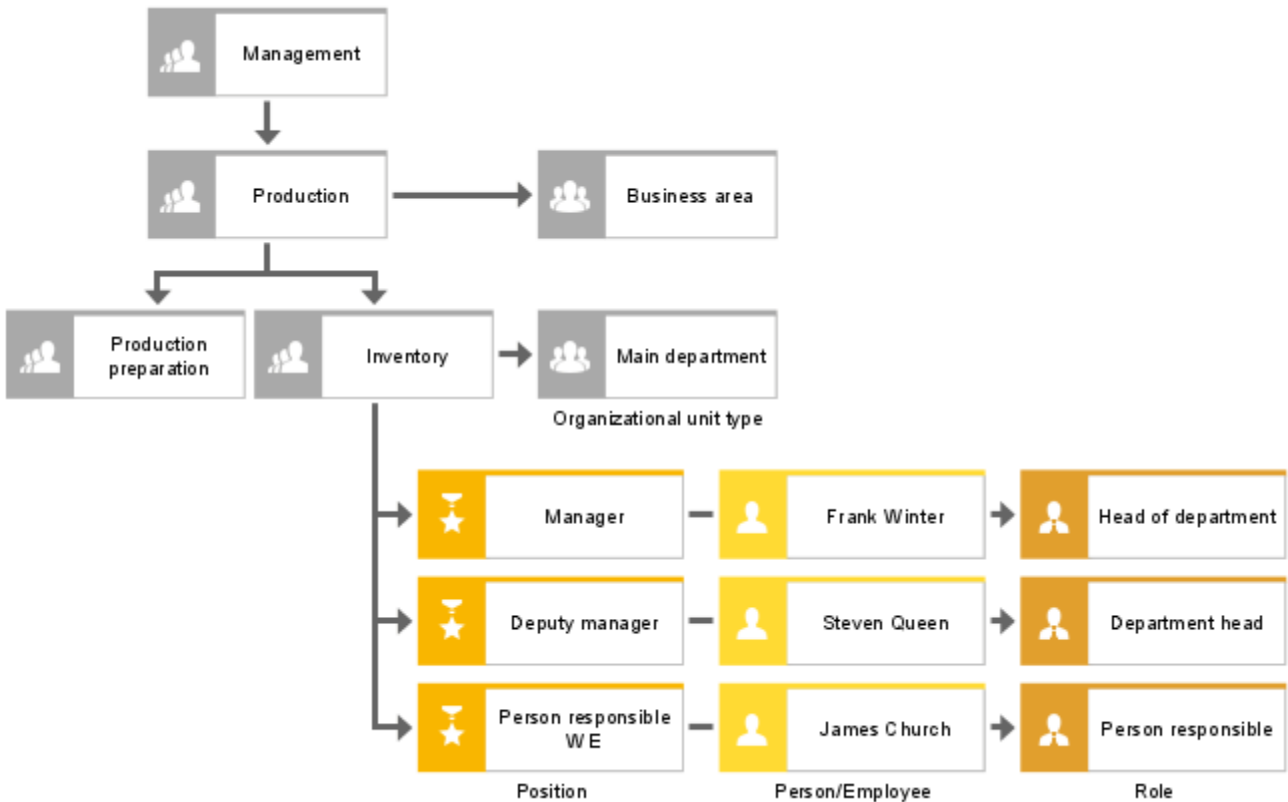 Management
Production
Business area
Production
preparation
Inventory
Main department
Organizational unit type
Manager
Frank Winter
Head of department
Deputy manager
Steven Queen
Department head
Person responsible
WE
James Church
Person responsible
Position
Person/Employee
Role